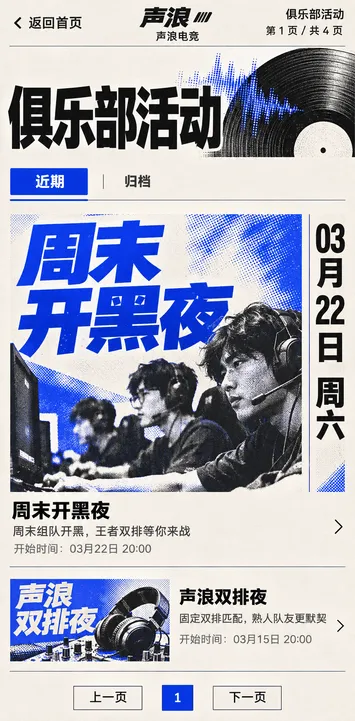 返回首页
声浪
声浪电竞
俱乐部活动
第 1 页 / 共 4 页
俱乐部活动
近期
归档
周末
开黑夜
03月22日 周六
周末开黑夜
周末组队开黑，王者双排等你来战
开始时间：03月22日 20:00
声浪
双排夜
声浪双排夜
固定双排匹配，熟人队友更默契
开始时间：03月15日 20:00
上一页
1
下一页